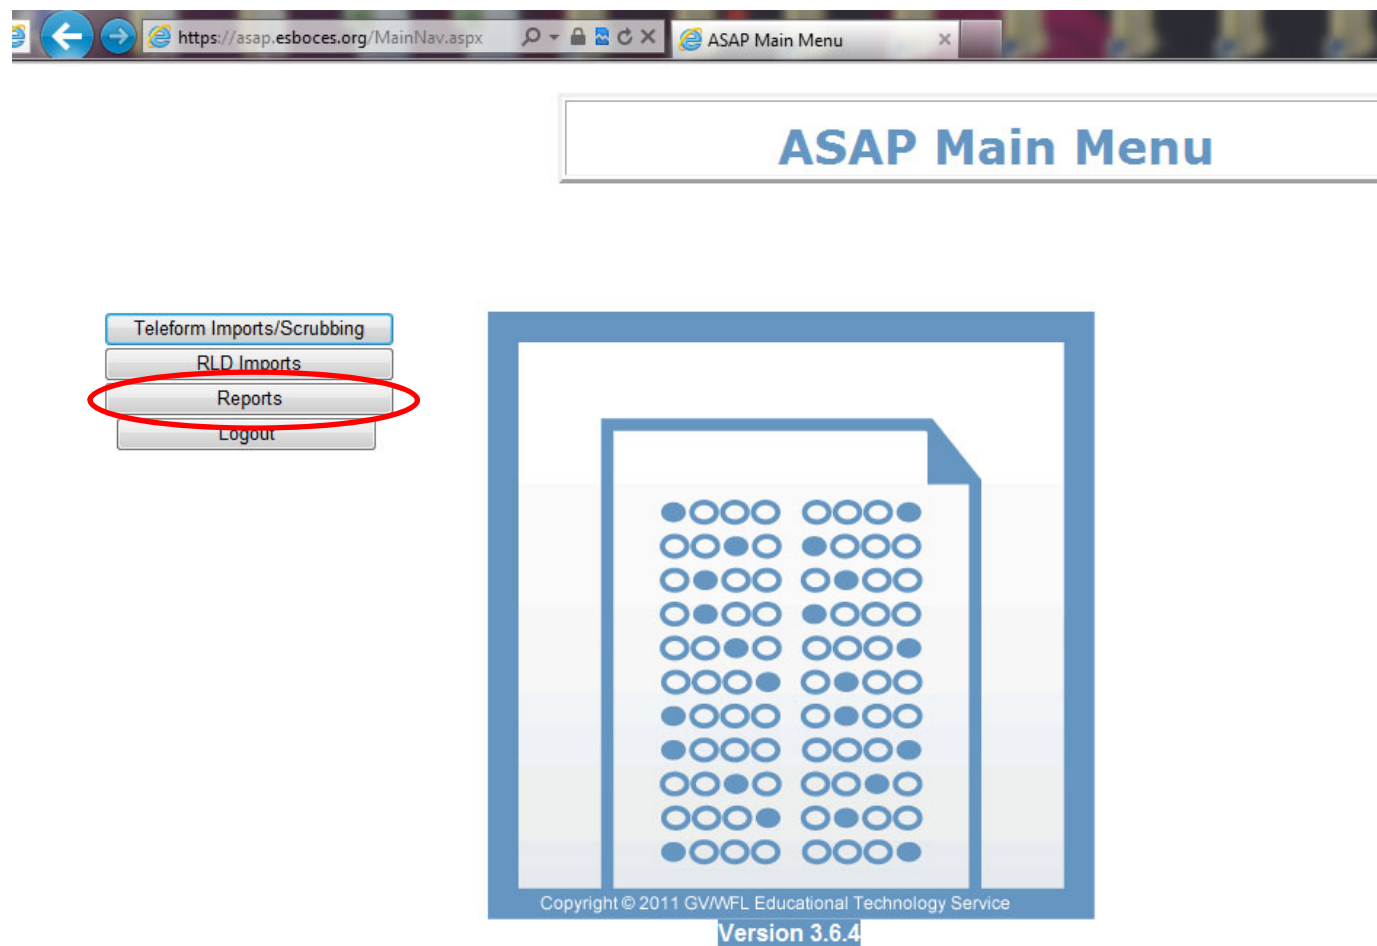 https://asap.esboces.org/MainNav.aspx
ASAP Main Menu
ASAP Main Menu
Teleform Imports/Scrubbing
RLD Imports
Reports
Logout
Copyright © 2011 GV/WFL Educational Technology Service
Version 3.6.4